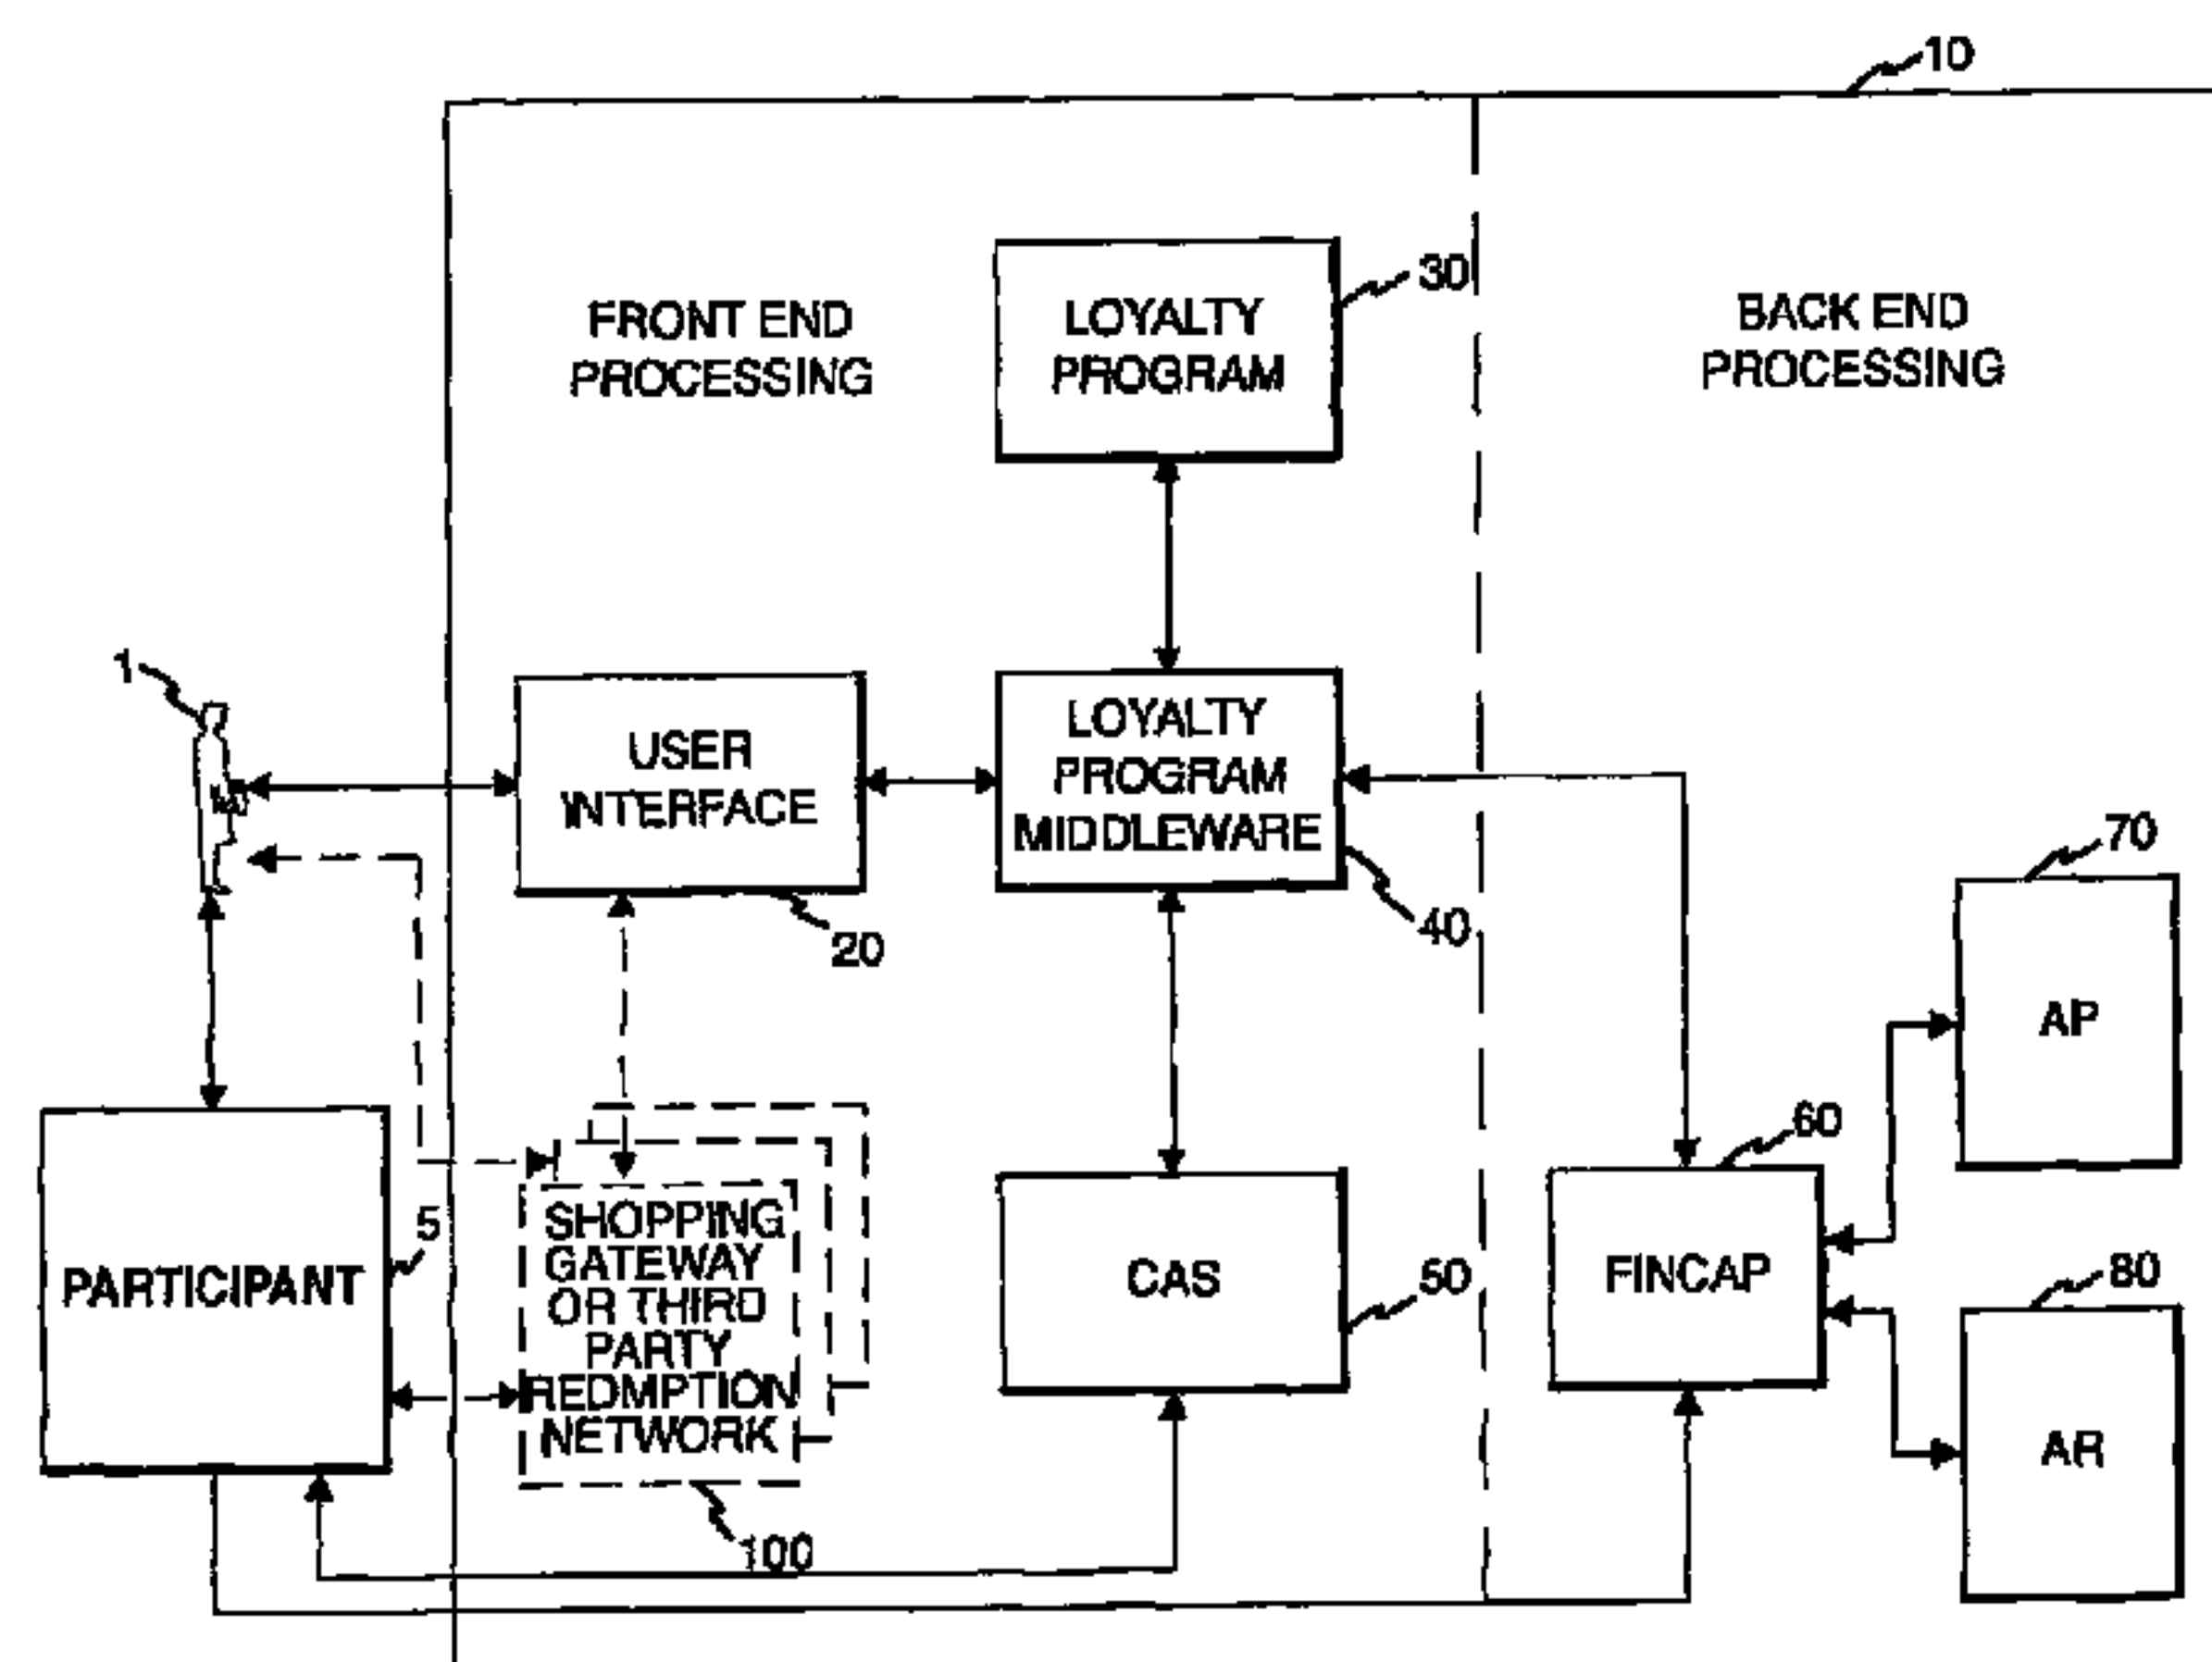 10
FRONT END
PROCESSING
LOYALTY
PROGRAM
30
BACK END
PROCESSING
1
USER
INTERFACE
20
LOYALTY
PROGRAM
MIDDLEWARE
40
70
AP
60
FINCAP
80
AR
PARTICIPANT
5
SHOPPING
GATEWAY
OR THIRD
PARTY
REDMPTION
NETWORK
100
CAS
50